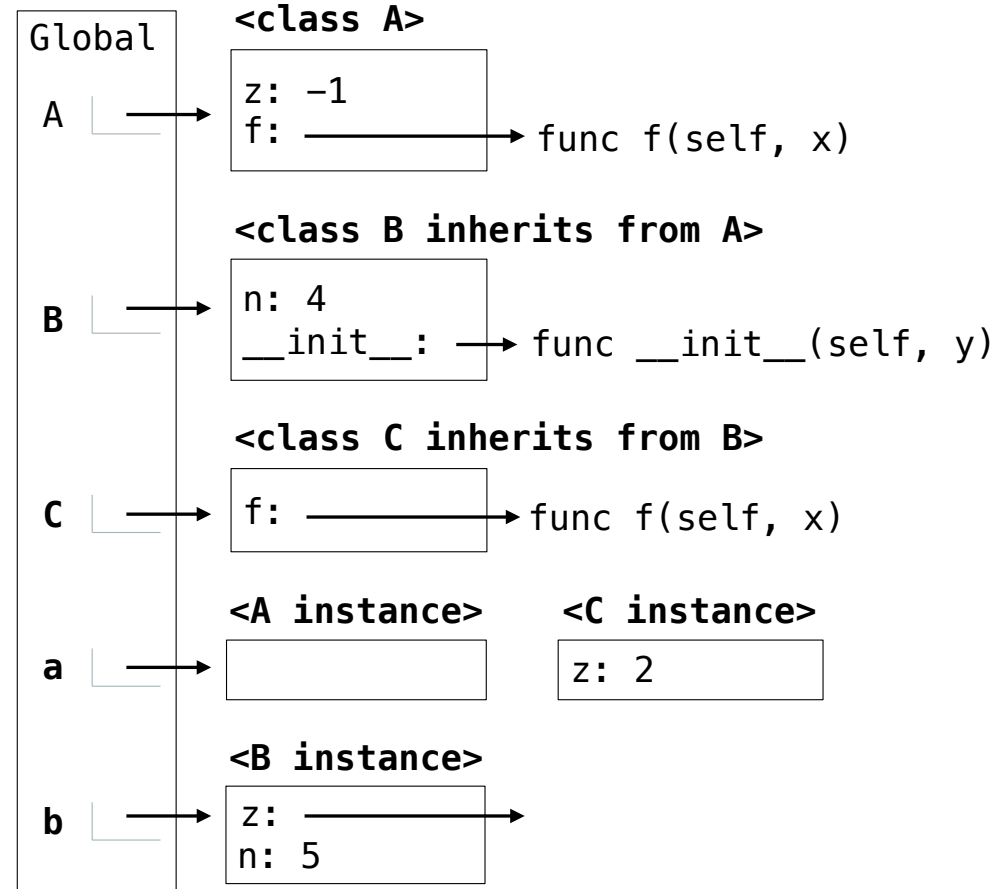 Global
<class A>
A
z: −1
f:
func f(self, x)
<class B inherits from A>
B
n: 4
__init__:
func __init__(self, y)
<class C inherits from B>
C
f:
func f(self, x)
<A instance>
<C instance>
a
z: 2
<B instance>
b
z:
n: 5